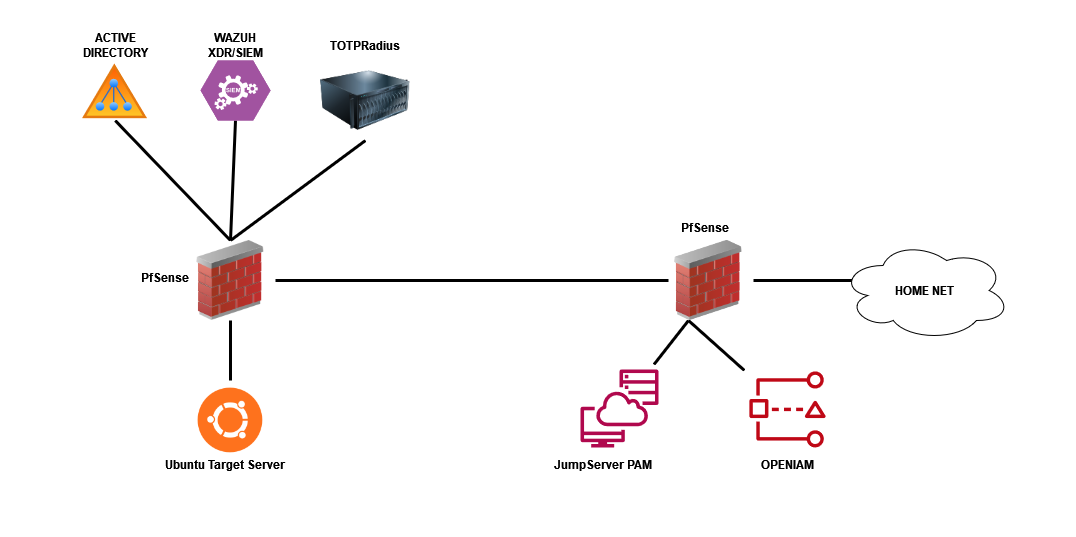 ACTIVE
DIRECTORY
WAZUH
XDR/SIEM
TOTPRadius
SIEM
PfSense
PfSense
HOME NET
Ubuntu Target Server
JumpServer PAM
OPENIAM